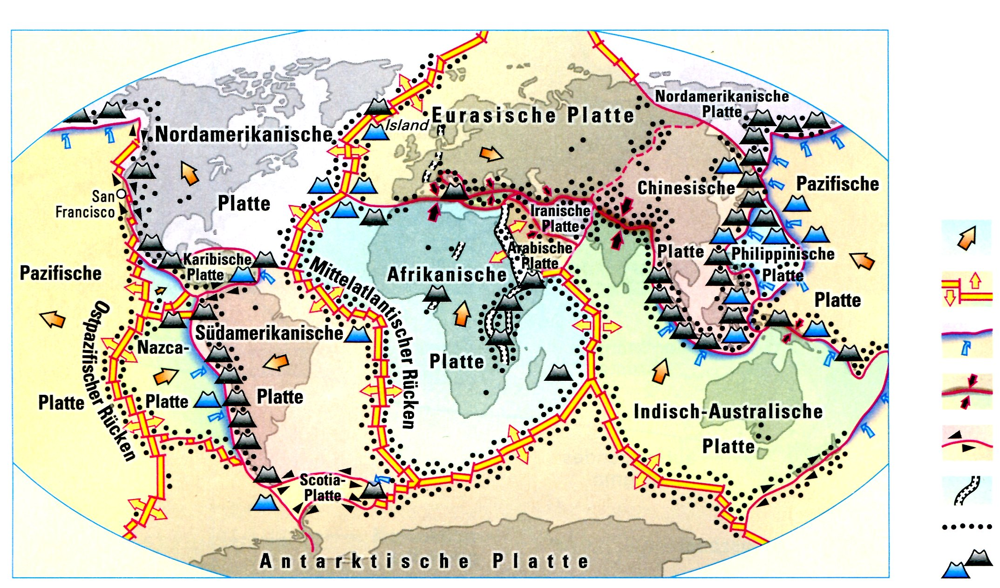 Nordamerikanische
Platte
Eurasische Platte
Island
Nordamerikanische
Platte
San
Francisco
Chinesische
Platte
Pazifische
Platte
Iranische
Platte
Arabische
Platte
Philippinische
Platte
Karibische
Platte
Pazifische
Platte
Mittelatlantischer Rücken
Afrikanische
Platte
Ostpazifischer Rücken
Südamerikanische
Platte
Nazca-
Platte
Indisch-Australische
Platte
Scotia-
Platte
Antarktische Platte